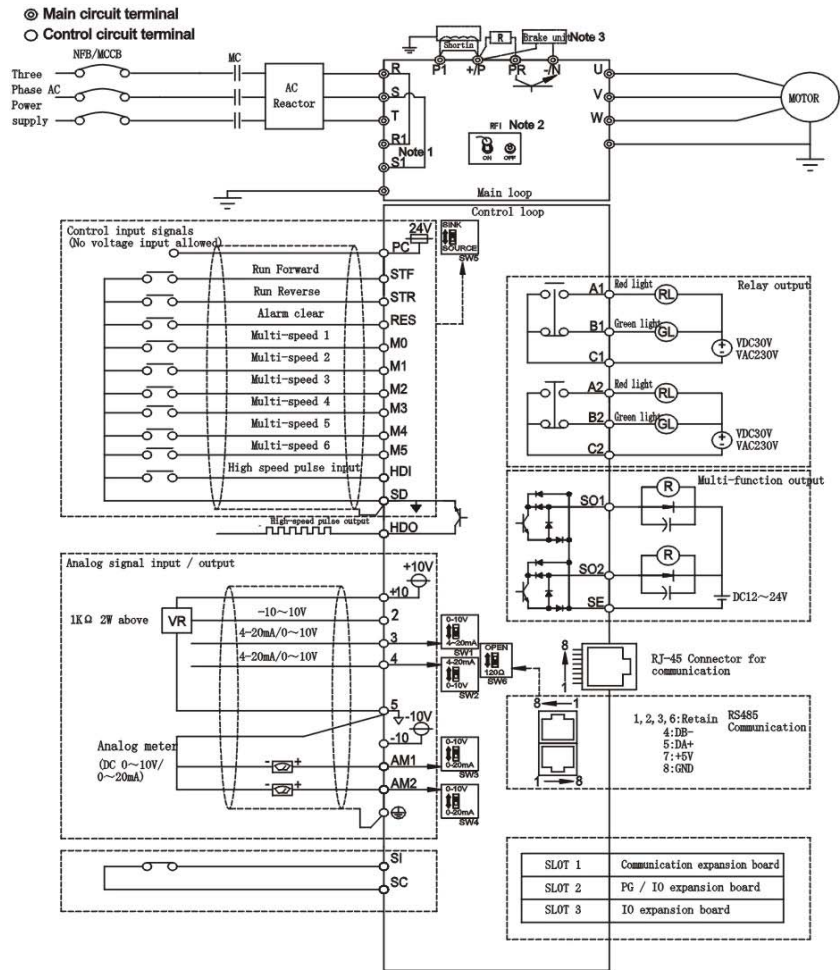 Main circuit terminal
Control circuit terminal
NFB/MCCB
MC
Three
Phase AC
Power
supply
AC
Reactor
Shortin
R
Brake unit
Note 3
P1
+/P
PR
-/N
R
S
T
R1
S1
Note 1
RFI
Note 2
ON
OFF
U
V
W
MOTOR
Main loop
Control loop
Control input signals
(No voltage input allowed)
24V
PC
SINK
SOURCE
SW5
Run Forward
STF
Run Reverse
STR
Alarm clear
RES
Multi-speed 1
M0
Multi-speed 2
M1
Multi-speed 3
M2
Multi-speed 4
M3
Multi-speed 5
M4
Multi-speed 6
M5
High speed pulse input
HDI
SD
High-speed pulse output
HDO
A1
Red light
RL
Relay output
B1
Green light
GL
C1
VDC30V
VAC230V
A2
Red light
RL
B2
Green light
GL
C2
VDC30V
VAC230V
Multi-function output
R
SO1
R
SO2
SE
DC12～24V
Analog signal input / output
+10V
+10
1KΩ 2W above
VR
-10～10V
2
4-20mA/0～10V
3
4-20mA/0～10V
4
0-10V
4~20mA
SW1
4-20mA
0-10V
SW2
OPEN
120Ω
SW6
5
-10V
-10
Analog meter
(DC 0～10V/
0～20mA)
- +
AM1
0-10V
0-20mA
SW3
- +
AM2
0-10V
0-20mA
SW4
8
1
RJ-45 Connector for
communication
8 1
1 8
1,2,3,6:Retain
4:DB-
5:DA+
7:+5V
8:GND
RS485
Communication
SI
SC
SLOT 1 Communication expansion board
SLOT 2 PG / IO expansion board
SLOT 3 IO expansion board